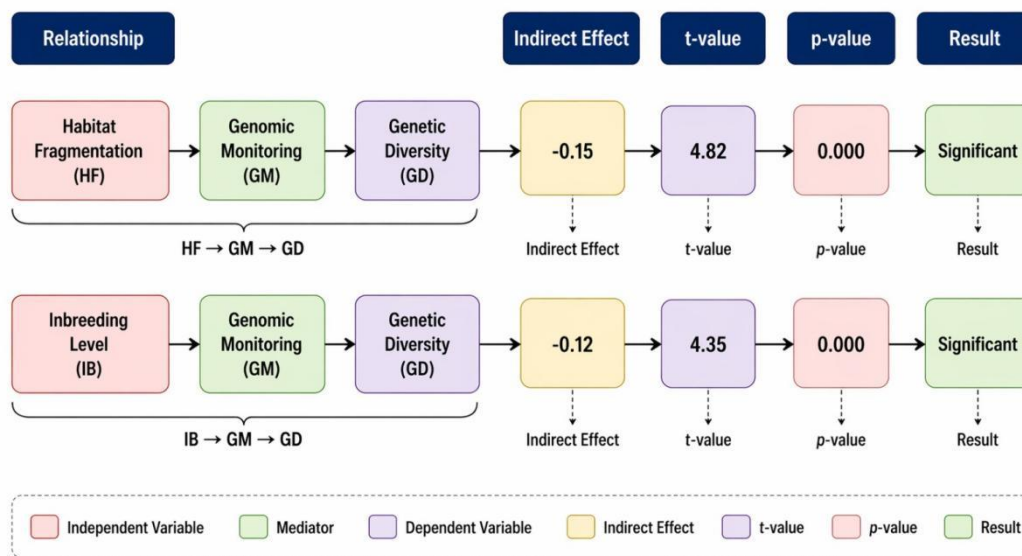 Relationship
Indirect Effect
t-value
p-value
Result
Habitat
Fragmentation
(HF)
Genomic
Monitoring
(GM)
Genetic
Diversity
(GD)
-0.15
4.82
0.000
Significant
HF → GM → GD
Indirect Effect
t-value
p-value
Result
Inbreeding
Level
(IB)
Genomic
Monitoring
(GM)
Genetic
Diversity
(GD)
-0.12
4.35
0.000
Significant
IB → GM → GD
Indirect Effect
t-value
p-value
Result
Independent Variable
Mediator
Dependent Variable
Indirect Effect
t-value
p-value
Result